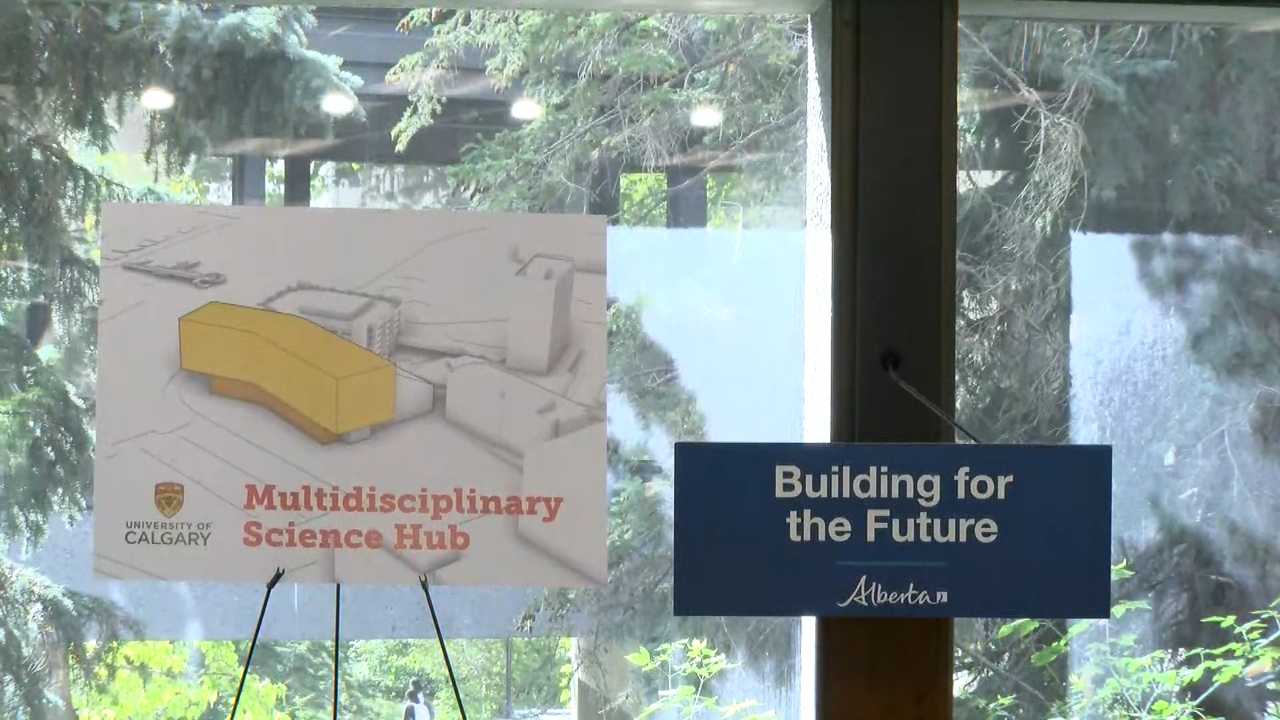 UNIVERSITY OF
CALGARY
Multidisciplinary
Science Hub
Building for
the Future
Alberta